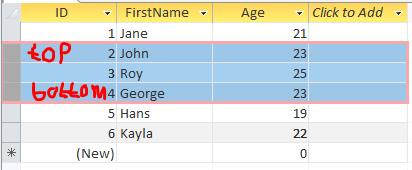 ID FirstName Age Click to Add
1 Jane 21
top 2 John 23
3 Roy 25
bottom 4 George 23
5 Hans 19
6 Kayla 22
(New) 0